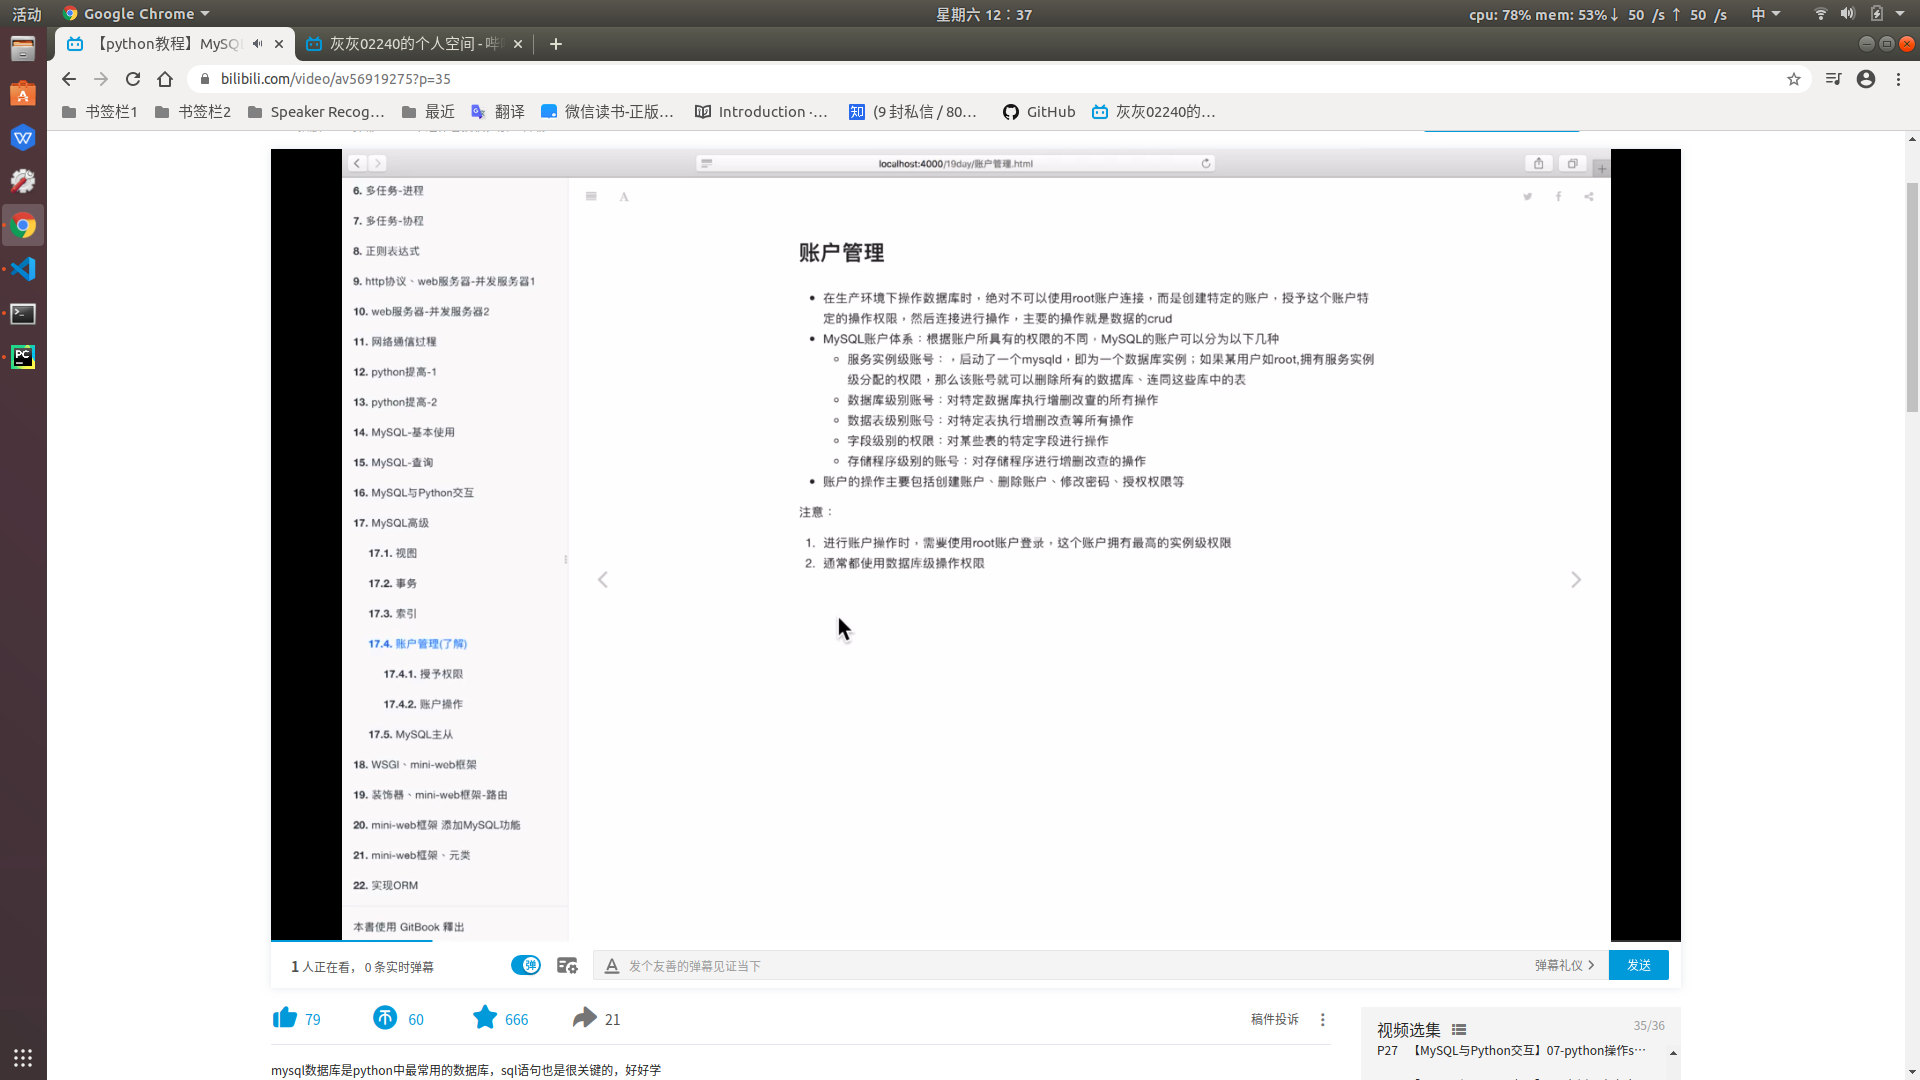 活动
Google Chrome
星期六 12：37
cpu: 78% mem: 53%↓ 50 /s ↑ 50 /s
中
【python教程】MySQ
灰灰02240的个人空间 - 哔
bilibili.com/video/av56919275?p=35
书签栏1
书签栏2
Speaker Recog…
最近
翻译
微信读书-正版…
Introduction ·…
(9 封私信 / 80…
GitHub
灰灰02240的…
localhost:4000/19day/账户管理.html
6. 多任务-进程
7. 多任务-协程
8. 正则表达式
9. http协议、web服务器-并发服务器1
10. web服务器-并发服务器2
11. 网络通信过程
12. python提高-1
13. python提高-2
14. MySQL-基本使用
15. MySQL-查询
16. MySQL与Python交互
17. MySQL高级
17.1. 视图
17.2. 事务
17.3. 索引
17.4. 账户管理(了解)
17.4.1. 授予权限
17.4.2. 账户操作
17.5. MySQL主从
18. WSGI、mini-web框架
19. 装饰器、mini-web框架-路由
20. mini-web框架 添加MySQL功能
21. mini-web框架、元类
22. 实现ORM
本書使用 GitBook 釋出
账户管理
• 在生产环境下操作数据库时，绝对不可以使用root账户连接，而是创建特定的账户，授予这个账户特
定的操作权限，然后连接进行操作，主要的操作就是数据的crud
• MySQL账户体系：根据账户所具有的权限的不同，MySQL的账户可以分为以下几种
◦ 服务实例级账号：，启动了一个mysqld，即为一个数据库实例；如果某用户如root,拥有服务实例
级分配的权限，那么该账号就可以删除所有的数据库、连同这些库中的表
◦ 数据库级别账号：对特定数据库执行增删改查的所有操作
◦ 数据表级别账号：对特定表执行增删改查等所有操作
◦ 字段级别的权限：对某些表的特定字段进行操作
◦ 存储程序级别的账号：对存储程序进行增删改查的操作
• 账户的操作主要包括创建账户、删除账户、修改密码、授权权限等
注意：
1. 进行账户操作时，需要使用root账户登录，这个账户拥有最高的实例级权限
2. 通常都使用数据库级操作权限
1 人正在看， 0 条实时弹幕
弹
发个友善的弹幕见证当下
弹幕礼仪
发送
79
60
666
21
稿件投诉
视频选集
35/36
P27 【MySQL与Python交互】07-python操作s…
mysql数据库是python中最常用的数据库，sql语句也是很关键的，好好学